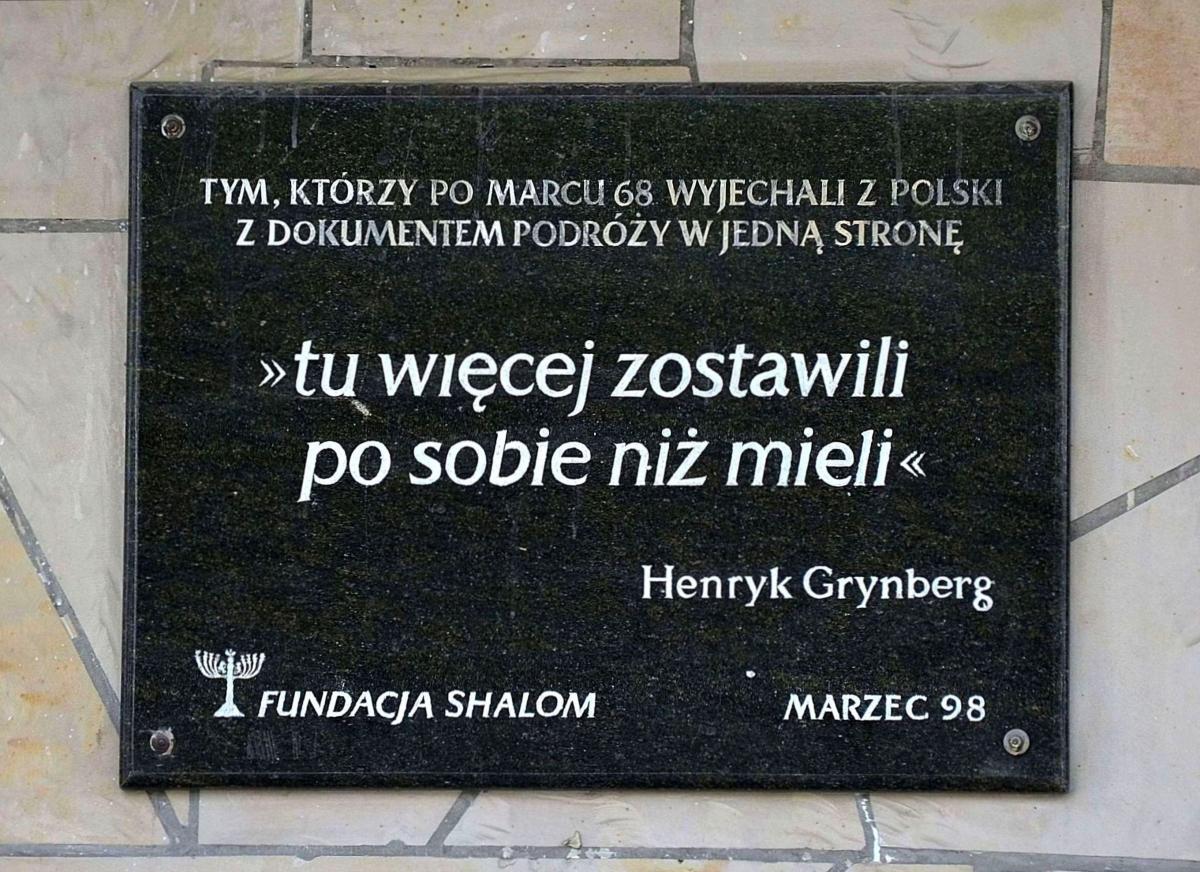 TYM, KTÓRZY PO MARCU 68 WYJECHALI Z POLSKI
Z DOKUMENTEM PODRÓŻY W JEDNĄ STRONĘ
»tu więcej zostawili
po sobie niż mieli«
Henryk Grynberg
FUNDACJA SHALOM
MARZEC 98